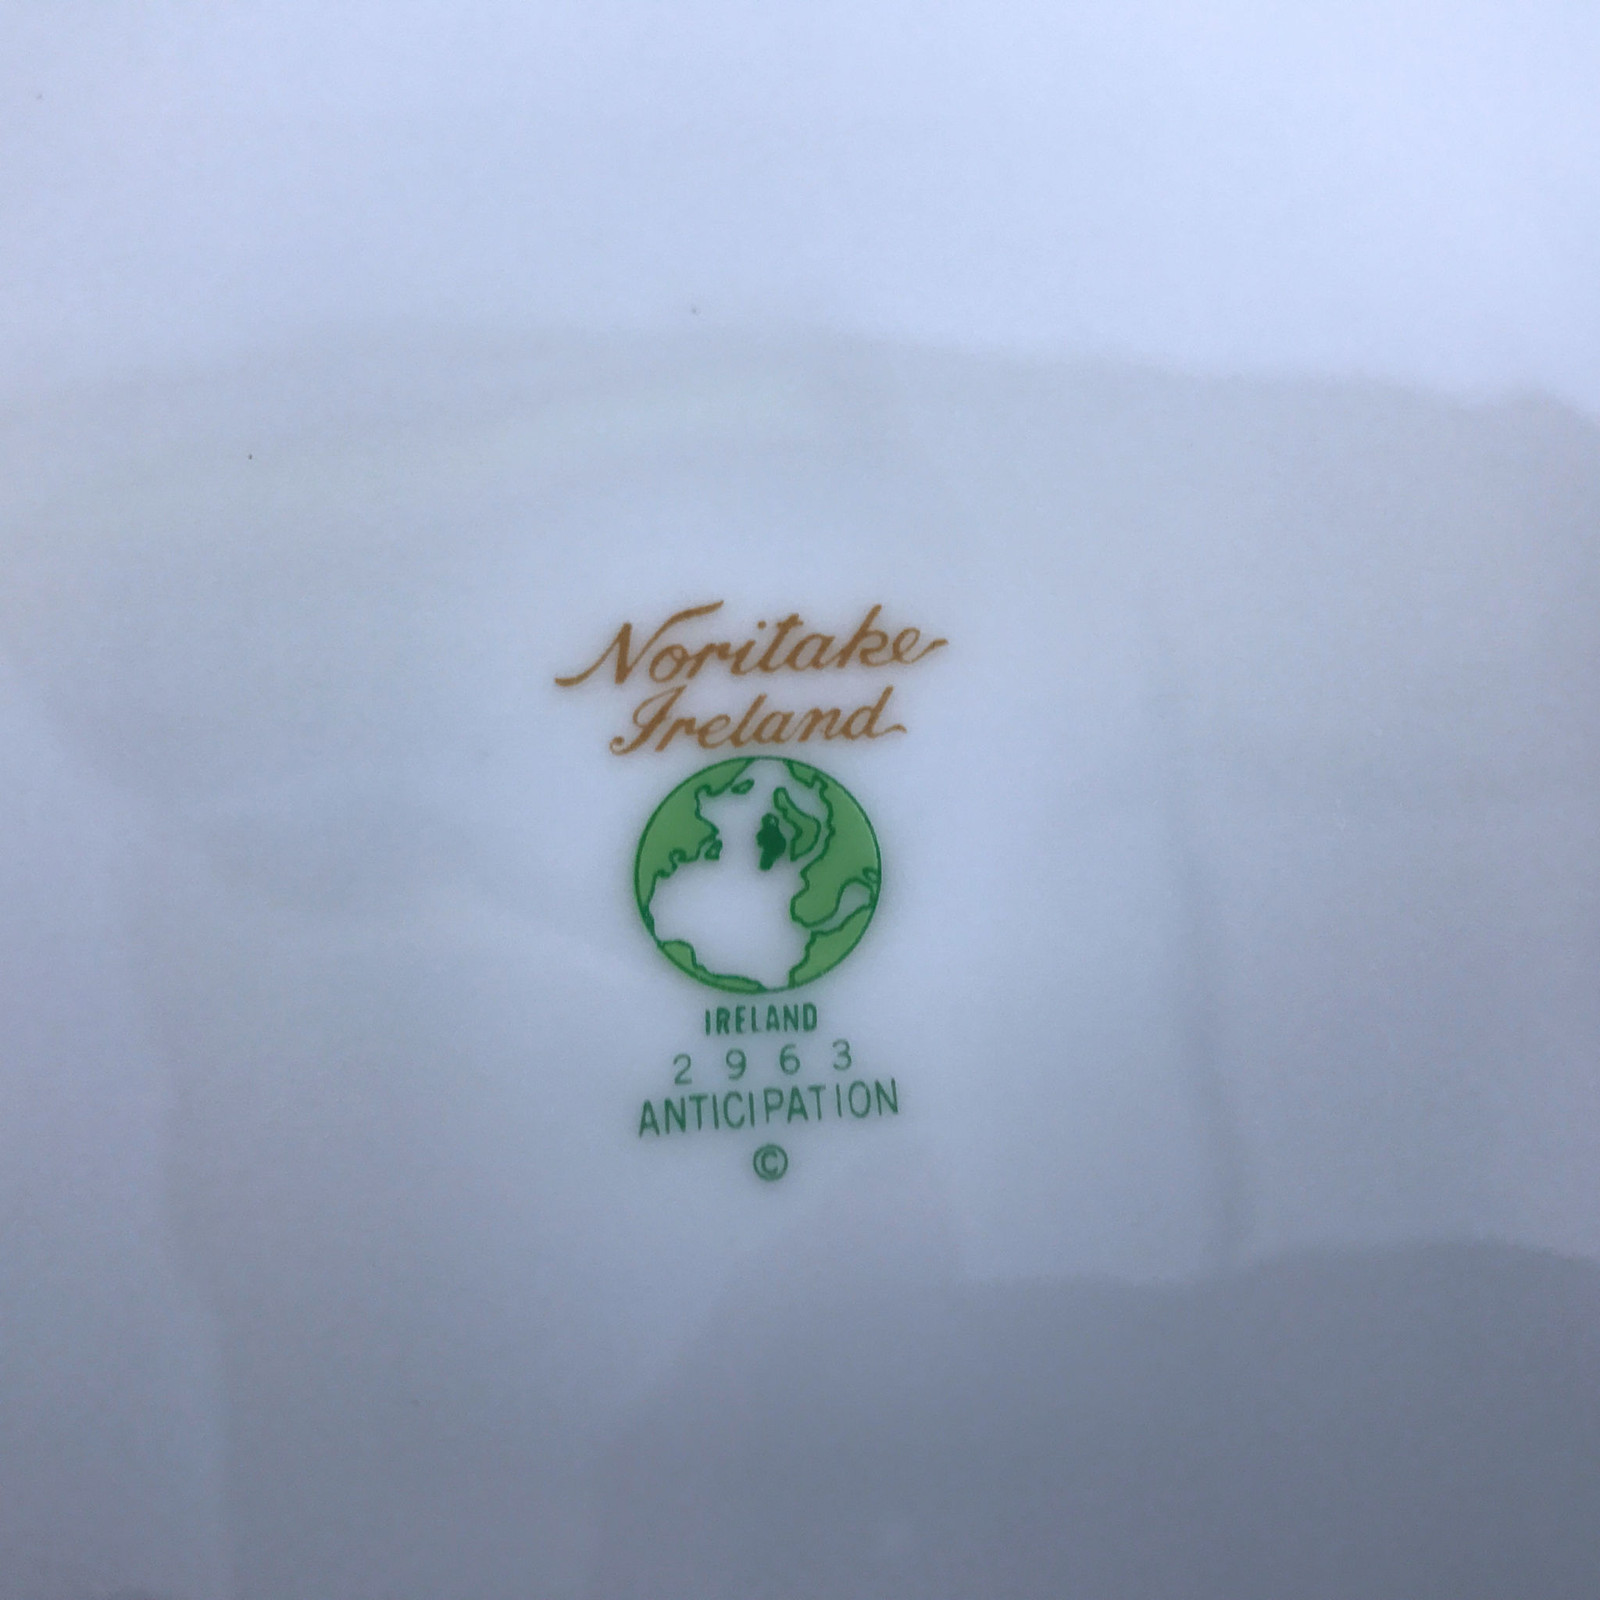 Noritake
Ireland
IRELAND
2963
ANTICIPATION
©